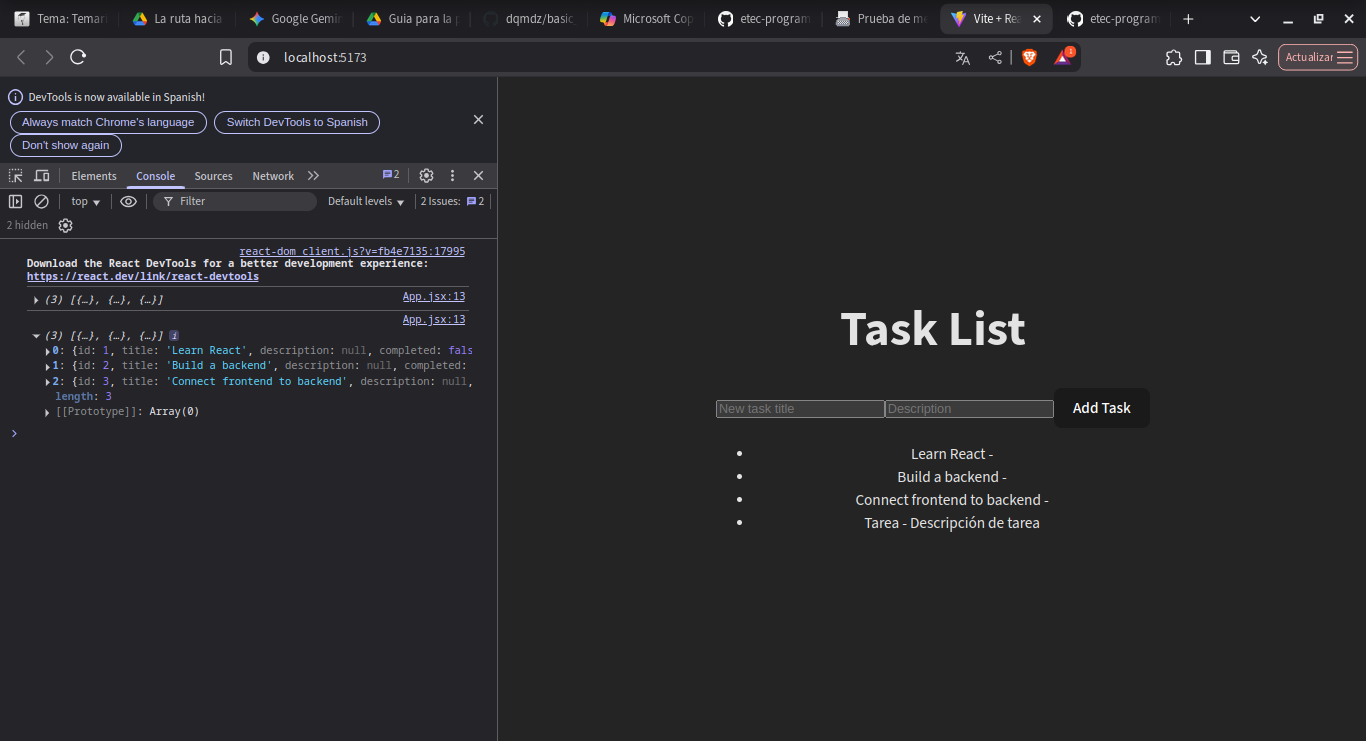 Tema: Temari
La ruta hacia
Google Gemin
Guia para la p
dqmdz/basic
Microsoft Cop
etec-program
Prueba de me
Vite + Rea
etec-program
localhost:5173
1
Actualizar
DevTools is now available in Spanish!
Always match Chrome's language
Switch DevTools to Spanish
Don't show again
Elements
Console
Sources
Network
2
top
Filter
Default levels
2 Issues:
2
2 hidden
react-dom_client.js?v=fb4e7135:17995
Download the React DevTools for a better development experience:
https://react.dev/link/react-devtools
(3) [{…}, {…}, {…}]
App.jsx:13
App.jsx:13
(3) [{…}, {…}, {…}] i
0: {id: 1, title: 'Learn React', description: null, completed: fals
1: {id: 2, title: 'Build a backend', description: null, completed:
2: {id: 3, title: 'Connect frontend to backend', description: null,
length: 3
[[Prototype]]: Array(0)
Task List
New task title
Description
Add Task
Learn React -
Build a backend -
Connect frontend to backend -
Tarea - Descripción de tarea